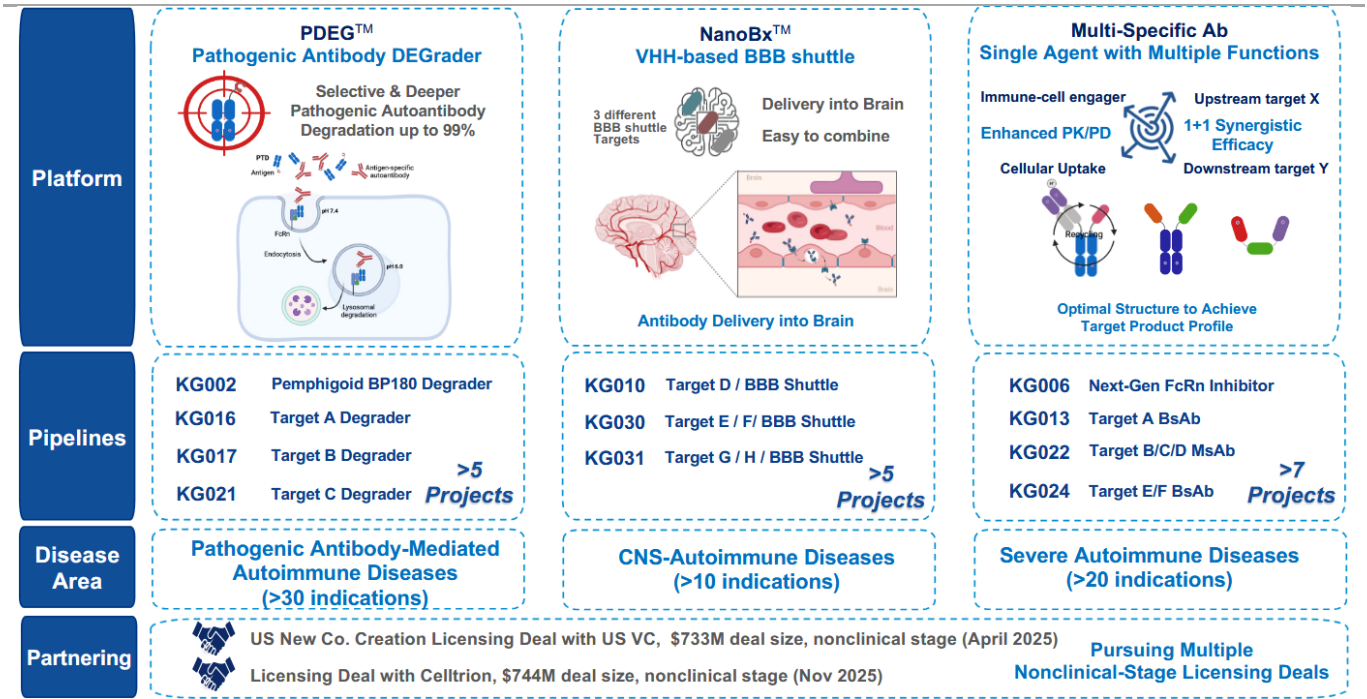 Platform
PDEG™
Pathogenic Antibody DEGrader
Selective & Deeper
Pathogenic Autoantibody
Degradation up to 99%
PTD
Antigen
Antigen-specific
autoantibody
pH 7.4
FcRn
Endocytosis
pH 6.0
Lysosomal
degradation
NanoBx™
VHH-based BBB shuttle
3 different
BBB shuttle
Targets
Delivery into Brain
Easy to combine
Brain
Blood
Brain
Antibody Delivery into Brain
Multi-Specific Ab
Single Agent with Multiple Functions
Immune-cell engager
Upstream target X
Enhanced PK/PD
1+1 Synergistic
Efficacy
Cellular Uptake
Downstream target Y
Recycling
Optimal Structure to Achieve
Target Product Profile
Pipelines
KG002 Pemphigoid BP180 Degrader
KG016 Target A Degrader
KG017 Target B Degrader
KG021 Target C Degrader
>5
Projects
KG010 Target D / BBB Shuttle
KG030 Target E / F/ BBB Shuttle
KG031 Target G / H / BBB Shuttle
>5
Projects
KG006 Next-Gen FcRn Inhibitor
KG013 Target A BsAb
KG022 Target B/C/D MsAb
KG024 Target E/F BsAb
>7
Projects
Disease
Area
Pathogenic Antibody-Mediated
Autoimmune Diseases
(>30 indications)
CNS-Autoimmune Diseases
(>10 indications)
Severe Autoimmune Diseases
(>20 indications)
Partnering
US New Co. Creation Licensing Deal with US VC, $733M deal size, nonclinical stage (April 2025)
Licensing Deal with Celltrion, $744M deal size, nonclinical stage (Nov 2025)
Pursuing Multiple
Nonclinical-Stage Licensing Deals